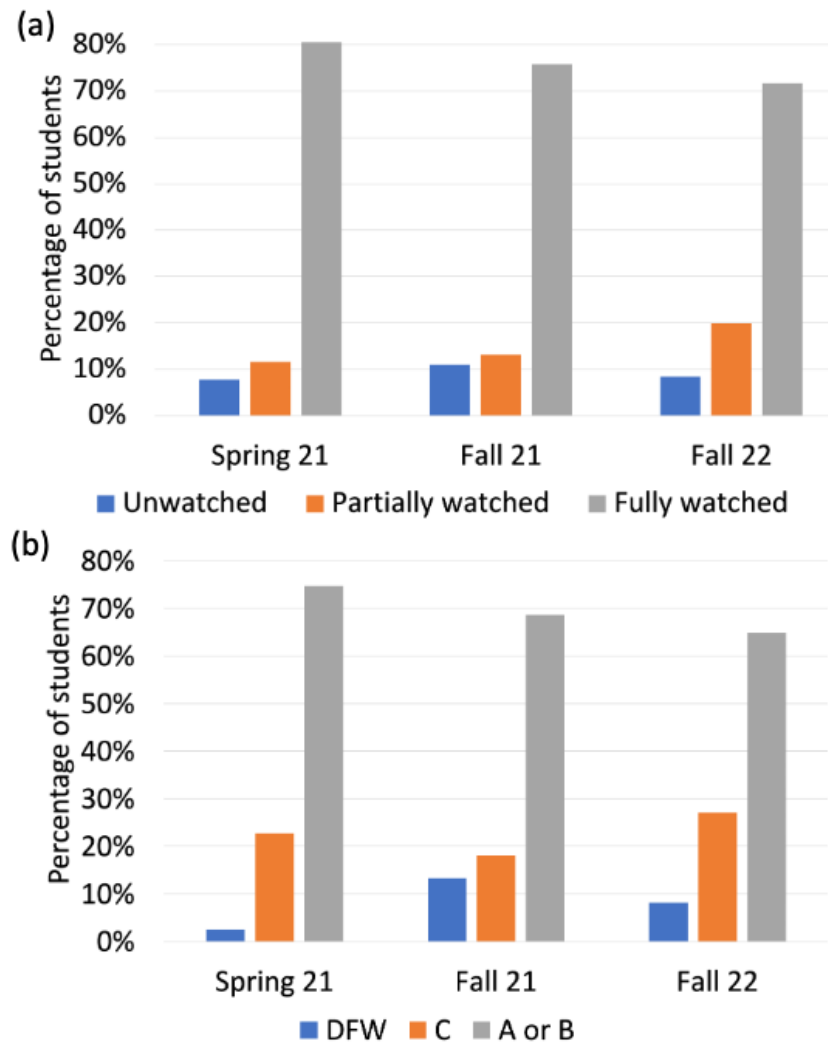 (a)
Percentage of students
80%
70%
60%
50%
40%
30%
20%
10%
0%
Spring 21 Fall 21 Fall 22
Unwatched Partially watched Fully watched
(b)
Percentage of students
80%
70%
60%
50%
40%
30%
20%
10%
0%
Spring 21 Fall 21 Fall 22
DFW C A or B